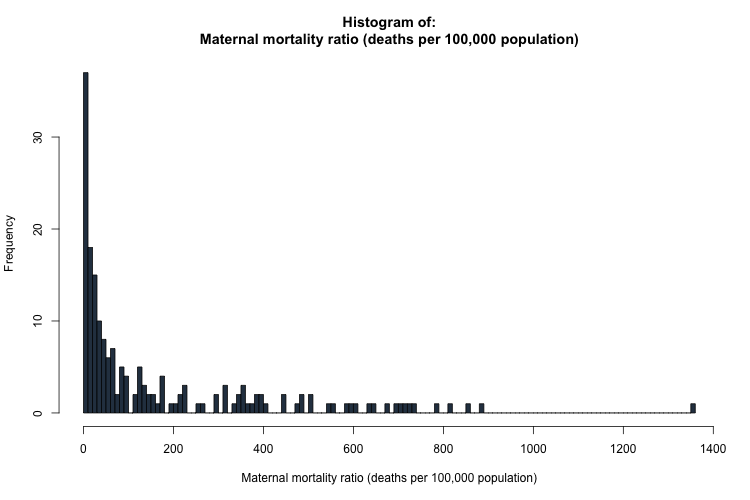 Histogram of:
Maternal mortality ratio (deaths per 100,000 population)
Frequency
30
20
10
0
0 200 400 600 800 1000 1200 1400
Maternal mortality ratio (deaths per 100,000 population)